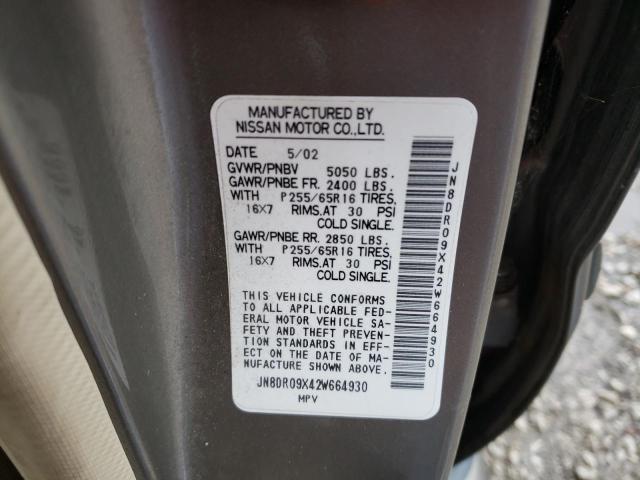 MANUFACTURED BY
NISSAN MOTOR CO.,LTD.
DATE 5/02
GVWR/PNBV 5050 LBS.
GAWR/PNBE FR. 2400 LBS.
WITH P255/65R16 TIRES,
16X7 RIMS.AT 30 PSI
COLD SINGLE.
GAWR/PNBE RR. 2850 LBS.
WITH P255/65R16 TIRES,
16X7 RIMS.AT 30 PSI
COLD SINGLE.
THIS VEHICLE CONFORMS
TO ALL APPLICABLE FED-
ERAL MOTOR VEHICLE SA-
FETY AND THEFT PREVEN-
TION STANDARDS IN EFF-
ECT ON THE DATE OF MA-
NUFACTURE SHOWN ABOVE.
JN8DR09X42W664930
MPV
JN8DR09X42W664930